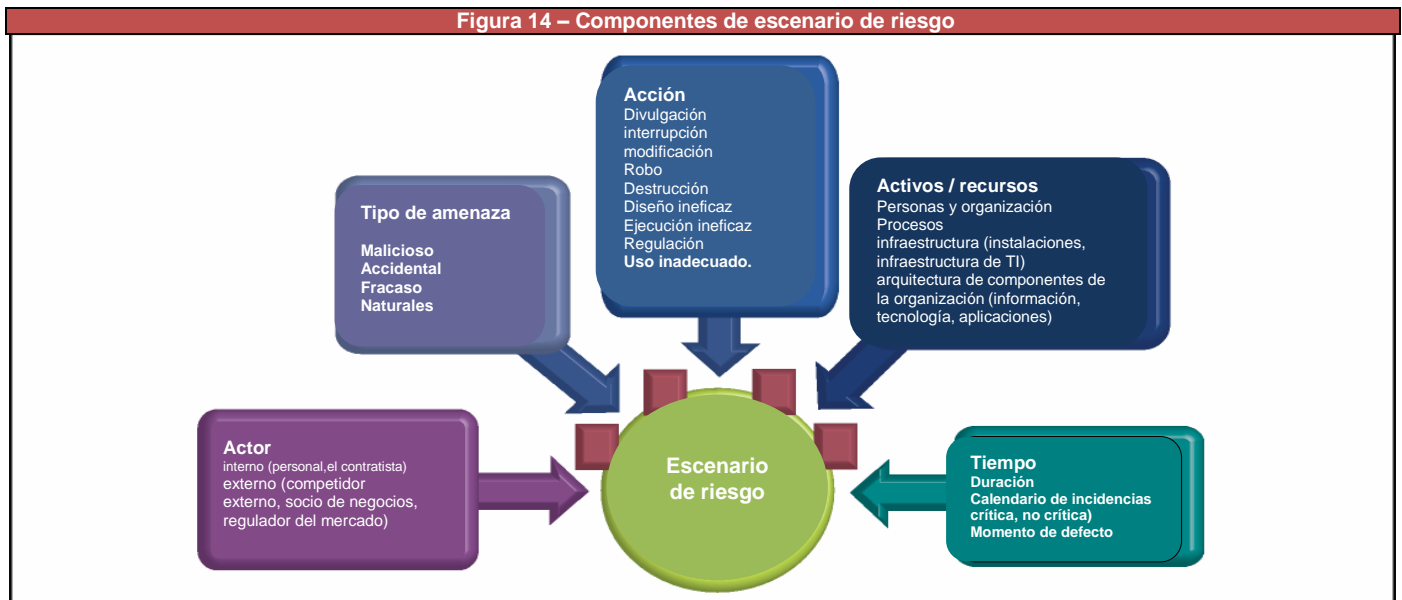 Figura 14 – Componentes de escenario de riesgo
Acción
Divulgación
interrupción
modificación
Robo
Destrucción
Diseño ineficaz
Ejecución ineficaz
Regulación
Uso inadecuado.
Tipo de amenaza
Malicioso
Accidental
Fracaso
Naturales
Activos / recursos
Personas y organización
Procesos
infraestructura (instalaciones,
infraestructura de TI)
arquitectura de componentes de
la organización (información,
tecnología, aplicaciones)
Actor
interno (personal,el contratista)
externo (competidor
externo, socio de negocios,
regulador del mercado)
Escenario
de riesgo
Tiempo
Duración
Calendario de incidencias
crítica, no crítica)
Momento de defecto